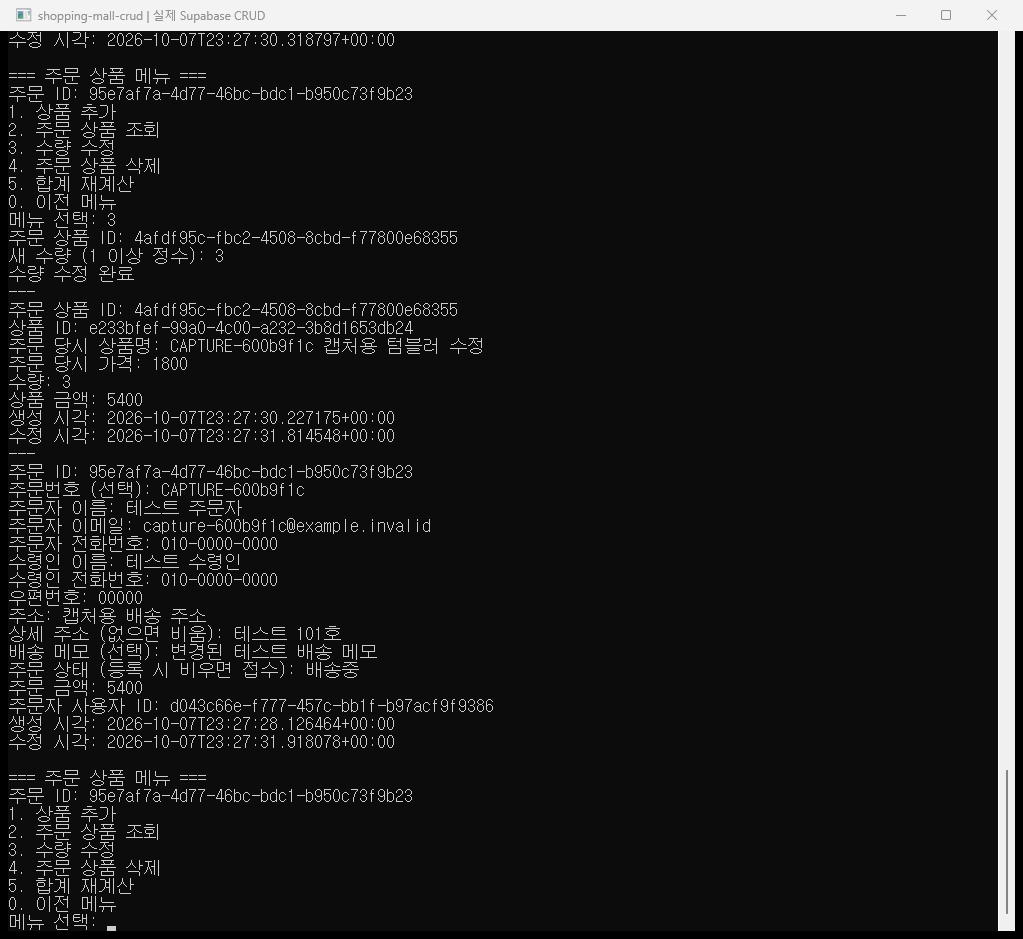 shopping-mall-crud | 실제 Supabase CRUD
수정 시각: 2026-10-07T23:27:30.318797+00:00
=== 주문 상품 메뉴 ===
주문 ID: 95e7af7a-4d77-46bc-bdc1-b950c73f9b23
1. 상품 추가
2. 주문 상품 조회
3. 수량 수정
4. 주문 상품 삭제
5. 합계 재계산
0. 이전 메뉴
메뉴 선택: 3
주문 상품 ID: 4afdf95c-fbc2-4508-8cbd-f77800e68355
새 수량 (1 이상 정수): 3
수량 수정 완료
---
주문 상품 ID: 4afdf95c-fbc2-4508-8cbd-f77800e68355
상품 ID: e233bfef-99a0-4c00-a232-3b8d1653db24
주문 당시 상품명: CAPTURE-600b9f1c 캡처용 텀블러 수정
주문 당시 가격: 1800
수량: 3
상품 금액: 5400
생성 시각: 2026-10-07T23:27:30.227175+00:00
수정 시각: 2026-10-07T23:27:31.814548+00:00
---
주문 ID: 95e7af7a-4d77-46bc-bdc1-b950c73f9b23
주문번호 (선택): CAPTURE-600b9f1c
주문자 이름: 테스트 주문자
주문자 이메일: capture-600b9f1c@example.invalid
주문자 전화번호: 010-0000-0000
수령인 이름: 테스트 수령인
수령인 전화번호: 010-0000-0000
우편번호: 00000
주소: 캡처용 배송 주소
상세 주소 (없으면 비움): 테스트 101호
배송 메모 (선택): 변경된 테스트 배송 메모
주문 상태 (등록 시 비우면 접수): 배송중
주문 금액: 5400
주문자 사용자 ID: d043c66e-f777-457c-bb1f-b97acf9f9386
생성 시각: 2026-10-07T23:27:28.126464+00:00
수정 시각: 2026-10-07T23:27:31.918078+00:00
=== 주문 상품 메뉴 ===
주문 ID: 95e7af7a-4d77-46bc-bdc1-b950c73f9b23
1. 상품 추가
2. 주문 상품 조회
3. 수량 수정
4. 주문 상품 삭제
5. 합계 재계산
0. 이전 메뉴
메뉴 선택: